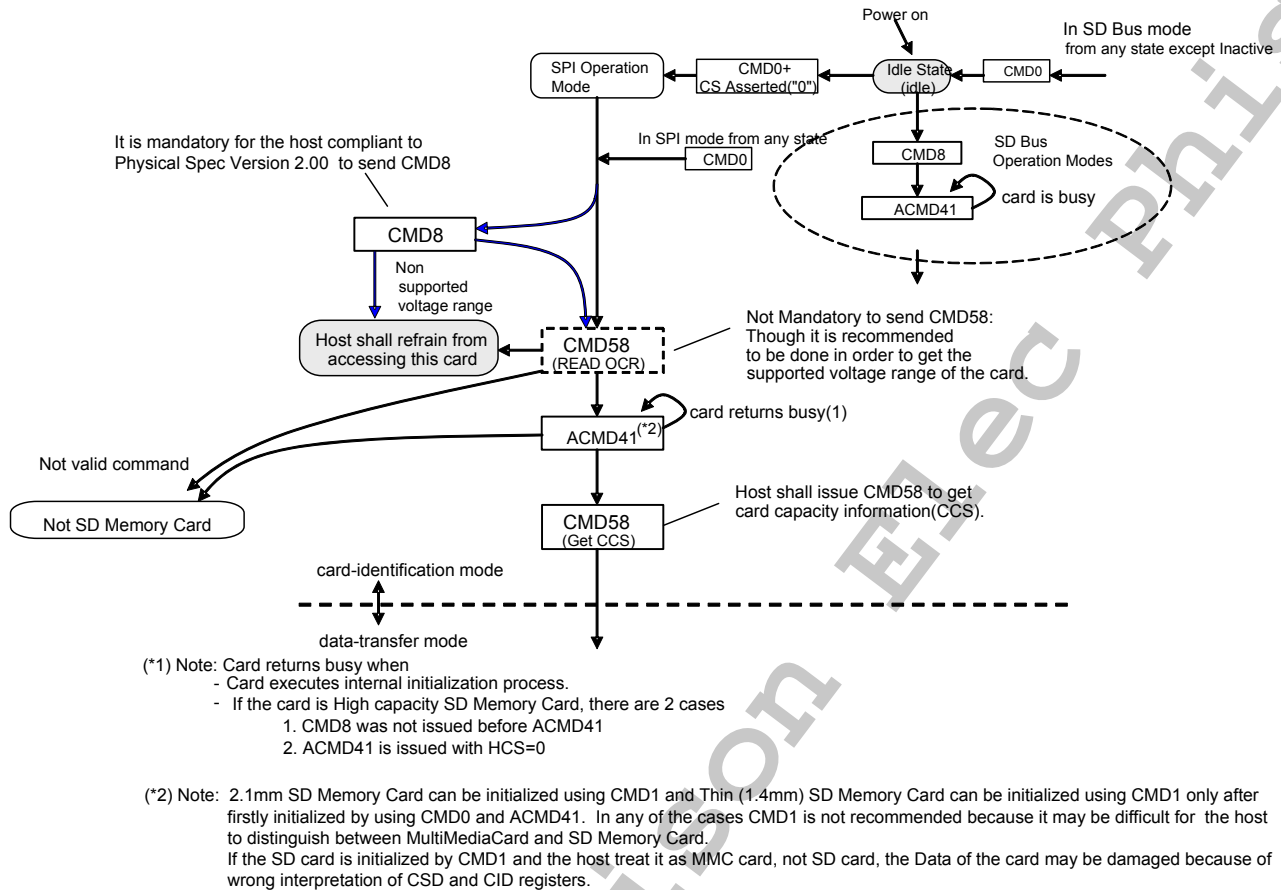 Power on
In SD Bus mode
from any state except Inactive
SPI Operation
Mode
CMD0+
CS Asserted("0")
Idle State
(idle)
CMD0
It is mandatory for the host compliant to
Physical Spec Version 2.00 to send CMD8
In SPI mode from any state
CMD0
CMD8
SD Bus
Operation Modes
ACMD41
card is busy
CMD8
Non
supported
voltage range
Host shall refrain from
accessing this card
CMD58
(READ OCR)
Not Mandatory to send CMD58:
Though it is recommended
to be done in order to get the
supported voltage range of the card.
ACMD41(*2)
card returns busy(1)
Not valid command
Not SD Memory Card
CMD58
(Get CCS)
Host shall issue CMD58 to get
card capacity information(CCS).
card-identification mode
data-transfer mode
(*1) Note: Card returns busy when
- Card executes internal initialization process.
- If the card is High capacity SD Memory Card, there are 2 cases
1. CMD8 was not issued before ACMD41
2. ACMD41 is issued with HCS=0
(*2) Note: 2.1mm SD Memory Card can be initialized using CMD1 and Thin (1.4mm) SD Memory Card can be initialized using CMD1 only after
firstly initialized by using CMD0 and ACMD41. In any of the cases CMD1 is not recommended because it may be difficult for the host
to distinguish between MultiMediaCard and SD Memory Card.
If the SD card is initialized by CMD1 and the host treat it as MMC card, not SD card, the Data of the card may be damaged because of
wrong interpretation of CSD and CID registers.
ison Elec Phis